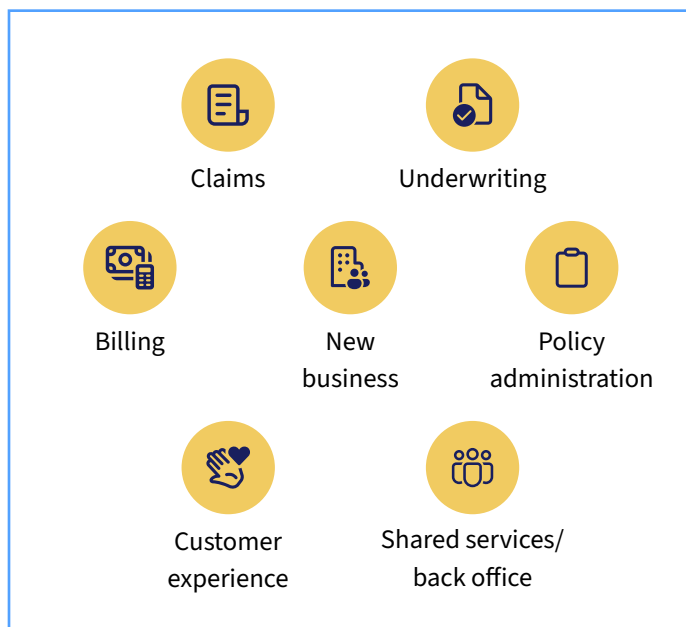 Claims
Underwriting
Billing
New
business
Policy
administration
Customer
experience
Shared services/
back office